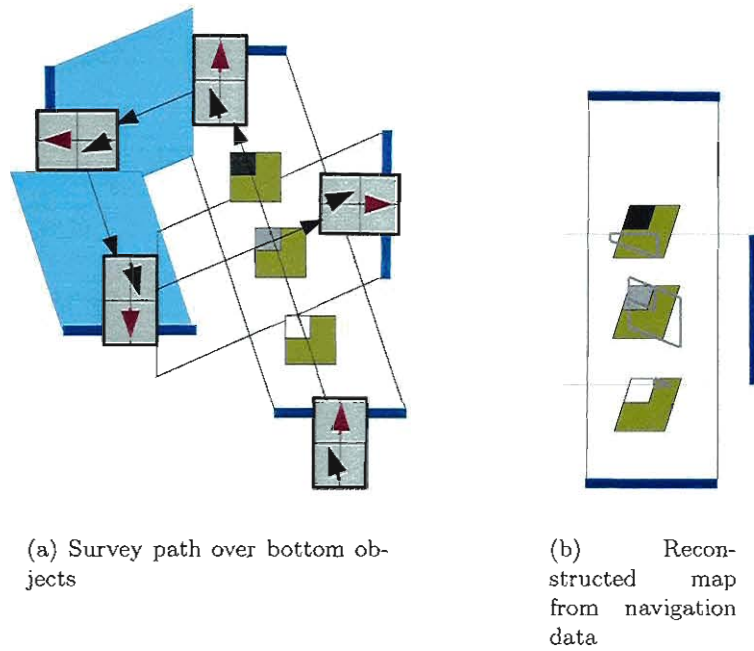 (a) Survey path over bottom ob-
jects
(b) Recon-
structed map
from navigation
data